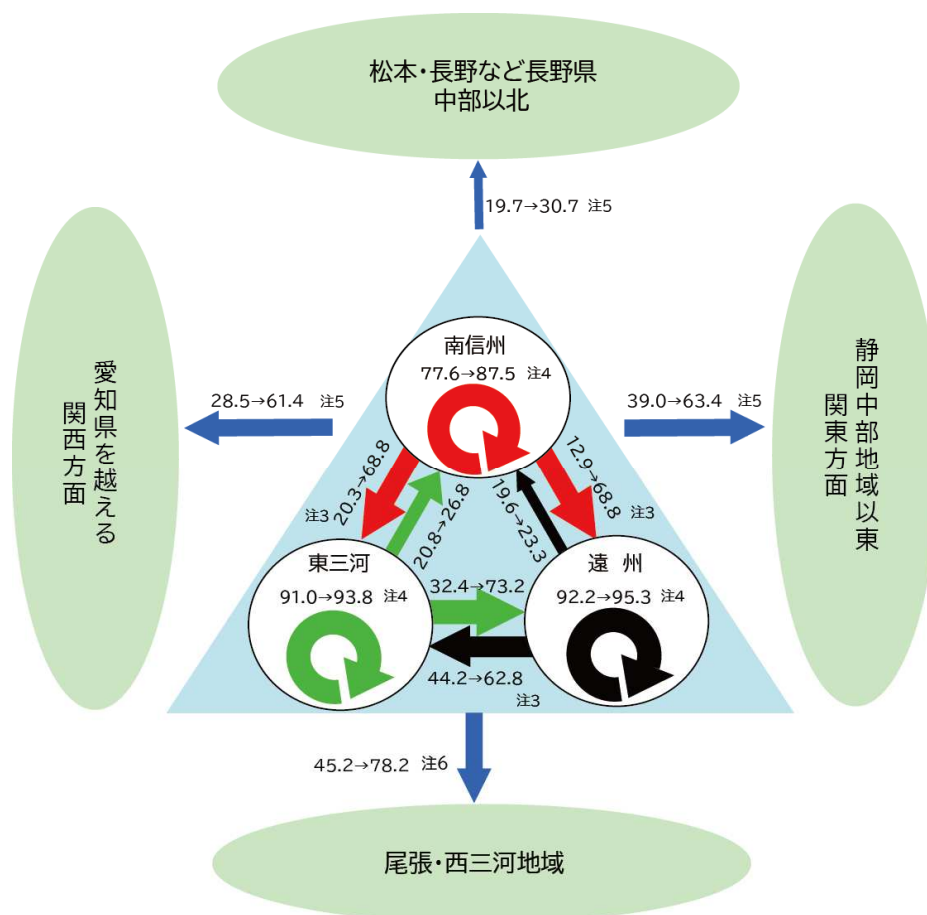 松本・長野など長野県
中部以北
19.7→30.7 注5
南信州
77.6→87.5 注4
愛知県を越える
関西方面
28.5→61.4 注5
39.0→63.4 注5
静岡中部地域以東
関東方面
20.3→68.8
注3
20.8→26.8
12.9→68.8
注3
19.6→23.3
東三河
91.0→93.8 注4
32.4→73.2
遠 州
92.2→95.3 注4
44.2→62.8
注3
45.2→78.2 注6
尾張・西三河地域